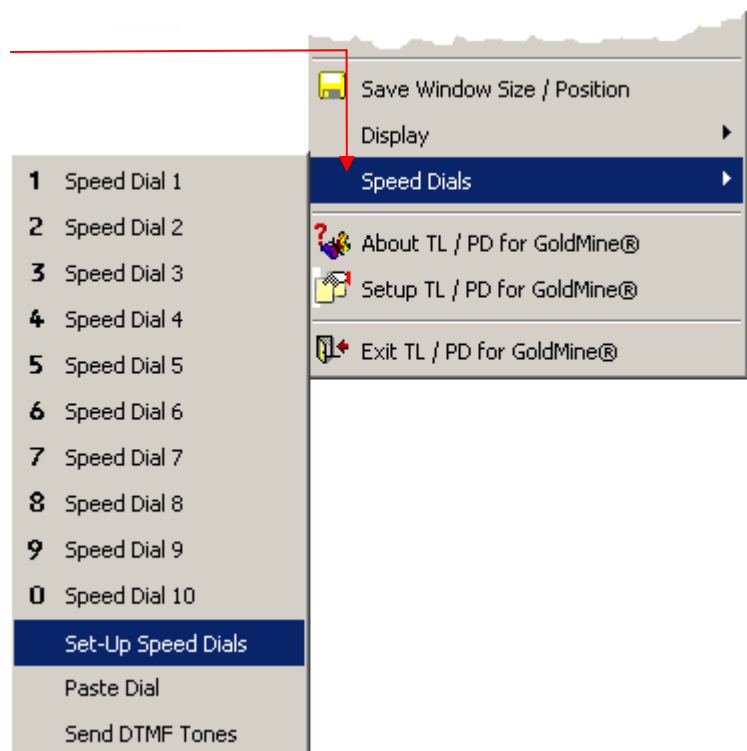 Save Window Size / Position
Display
Speed Dials
About TL / PD for GoldMine®
Setup TL / PD for GoldMine®
Exit TL / PD for GoldMine®
1 Speed Dial 1
2 Speed Dial 2
3 Speed Dial 3
4 Speed Dial 4
5 Speed Dial 5
6 Speed Dial 6
7 Speed Dial 7
8 Speed Dial 8
9 Speed Dial 9
0 Speed Dial 10
Set-Up Speed Dials
Paste Dial
Send DTMF Tones